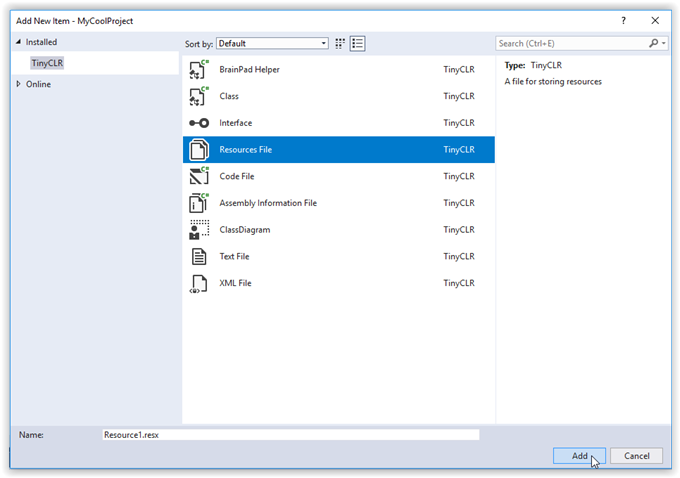 Add New Item - MyCoolProject
? ×
Installed
TinyCLR
Online
Sort by: Default
Search (Ctrl+E)
BrainPad Helper TinyCLR
Class TinyCLR
Interface TinyCLR
Resources File TinyCLR
Code File TinyCLR
Assembly Information File TinyCLR
ClassDiagram TinyCLR
Text File TinyCLR
XML File TinyCLR
Type: TinyCLR
A file for storing resources
Name: Resource1.resx
Add Cancel